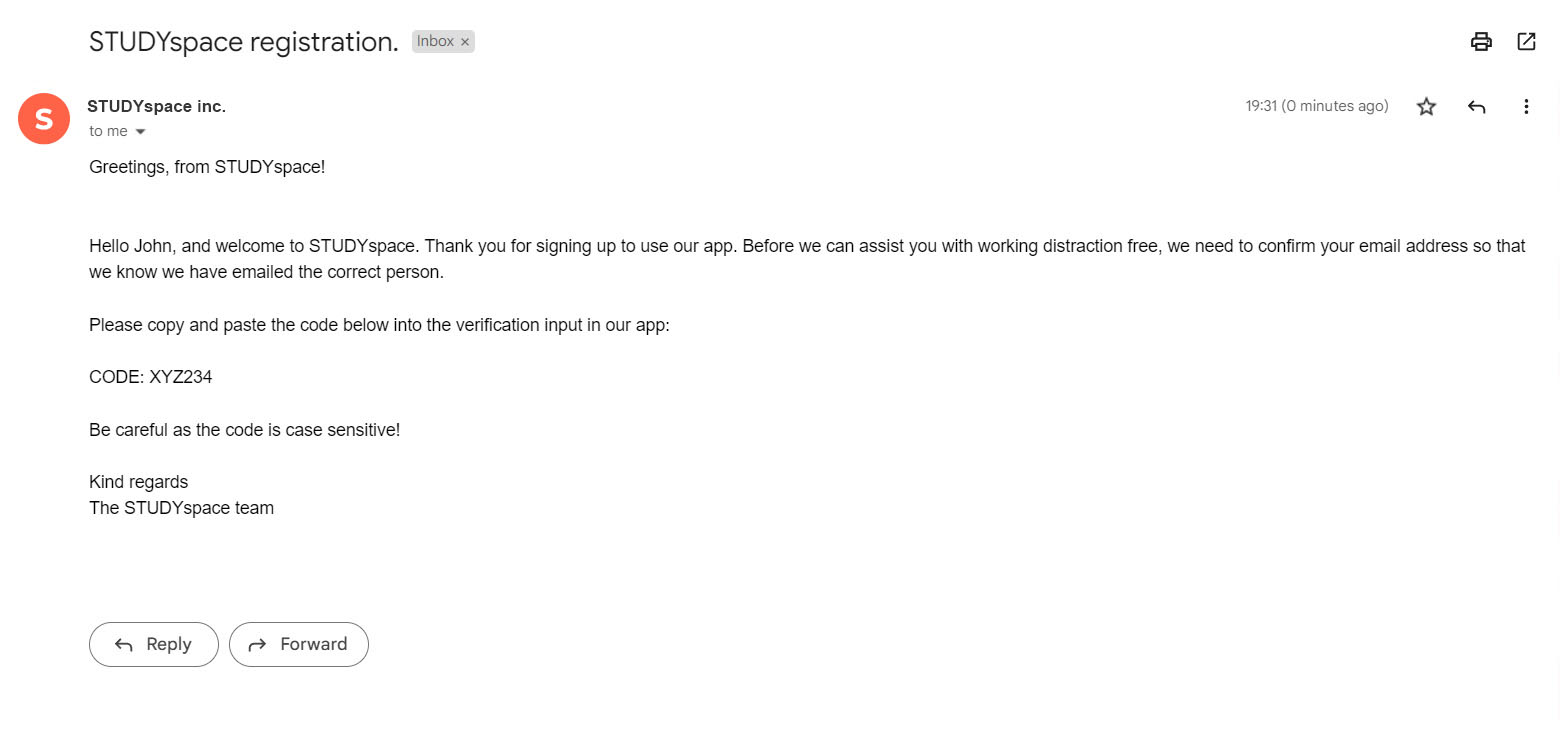 STUDYspace registration. Inbox ×
S
STUDYspace inc. 19:31 (0 minutes ago)
to me
Greetings, from STUDYspace!
Hello John, and welcome to STUDYspace. Thank you for signing up to use our app. Before we can assist you with working distraction free, we need to confirm your email address so that
we know we have emailed the correct person.
Please copy and paste the code below into the verification input in our app:
CODE: XYZ234
Be careful as the code is case sensitive!
Kind regards
The STUDYspace team
Reply Forward